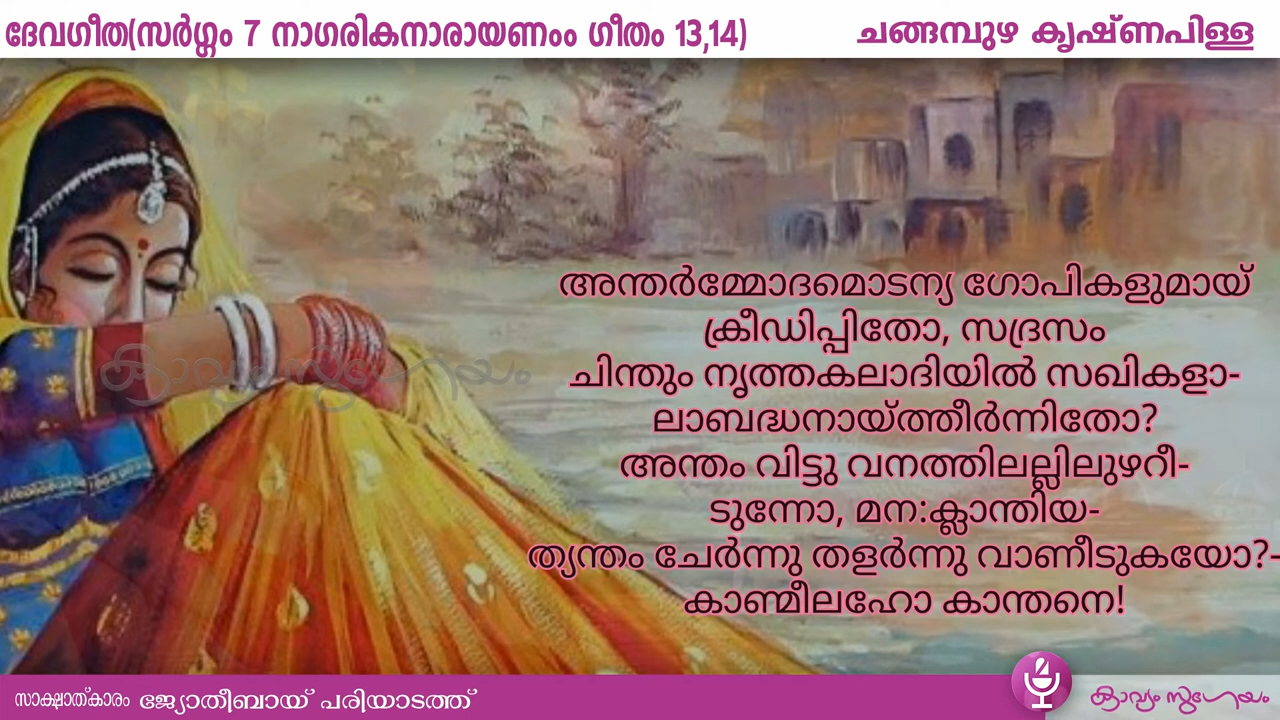 ദേവഗീത(സർഗ്ഗം 7 നാഗരികനാരായണംം ഗീതം 13,14)
ചങ്ങമ്പുഴ കൃഷ്ണപിള്ള
അന്തർമ്മോദമൊടന്യ ഗോപികളുമായ്
ക്രീഡിപ്പിതോ, സദ്രസം
ചിന്തും നൃത്തകലാദിയിൽ സഖികളാ-
ലാബദ്ധനായ്ത്തീർന്നിതോ?
അന്തം വിട്ടു വനത്തിലല്ലിലുഴറീ-
ടുന്നോ, മന:ക്ലാന്തിയ-
ത്യന്തം ചേർന്നു തളർന്നു വാണീടുകയോ?-
കാണ്മീലഹോ കാന്തനെ!
കാവ്യം സുഗേയം
സാക്ഷാത്കാരം ജ്യോതീബായ് പരിയാടത്ത്
കാവ്യം സുഗേയം